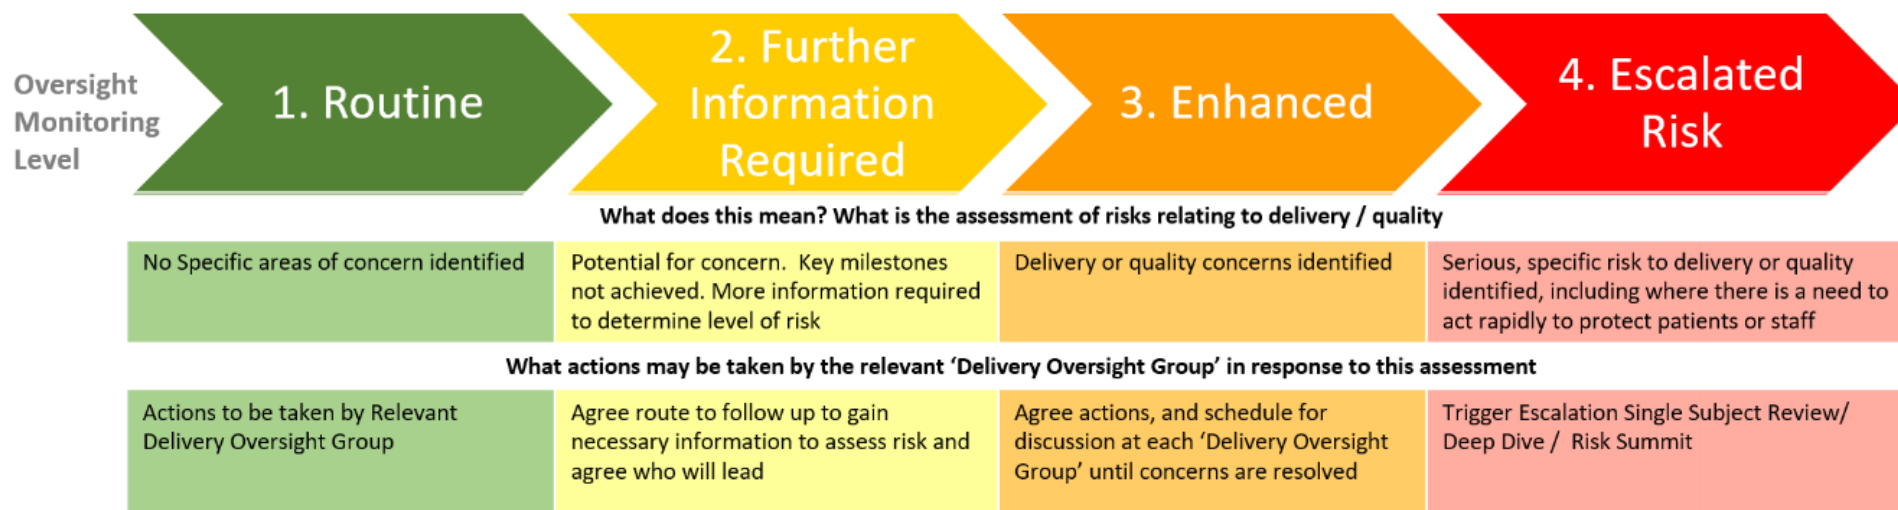 Oversight
Monitoring
Level
1. Routine
2. Further
Information
Required
3. Enhanced
4. Escalated
Risk
What does this mean? What is the assessment of risks relating to delivery / quality
No Specific areas of concern identified
Potential for concern.  Key milestones
not achieved. More information required
to determine level of risk
Delivery or quality concerns identified
Serious, specific risk to delivery or quality
identified, including where there is a need to
act rapidly to protect patients or staff
What actions may be taken by the relevant ‘Delivery Oversight Group’ in response to this assessment
Actions to be taken by Relevant
Delivery Oversight Group
Agree route to follow up to gain
necessary information to assess risk and
agree who will lead
Agree actions, and schedule for
discussion at each ‘Delivery Oversight
Group’ until concerns are resolved
Trigger Escalation Single Subject Review/
Deep Dive /  Risk Summit